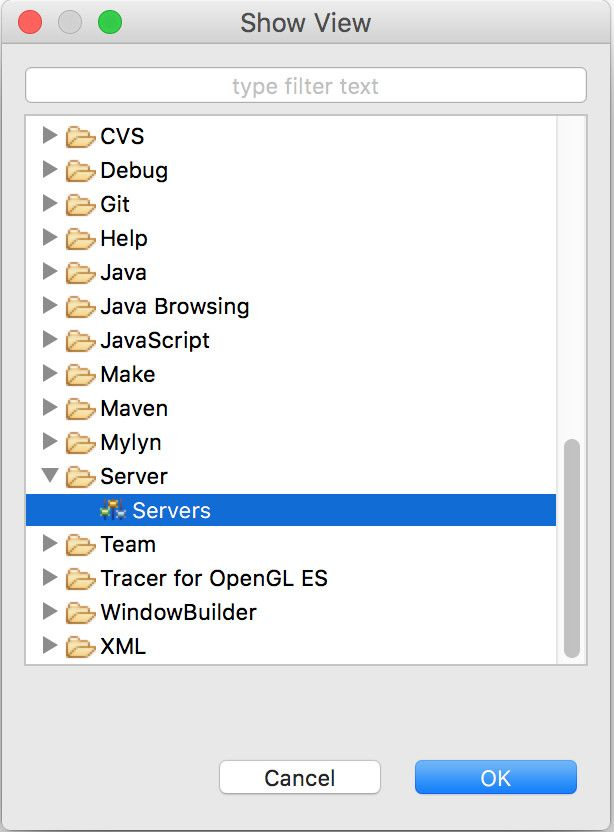 Show View
type filter text
CVS
Debug
Git
Help
Java
Java Browsing
JavaScript
Make
Maven
Mylyn
Server
Servers
Team
Tracer for OpenGL ES
WindowBuilder
XML
Cancel
OK